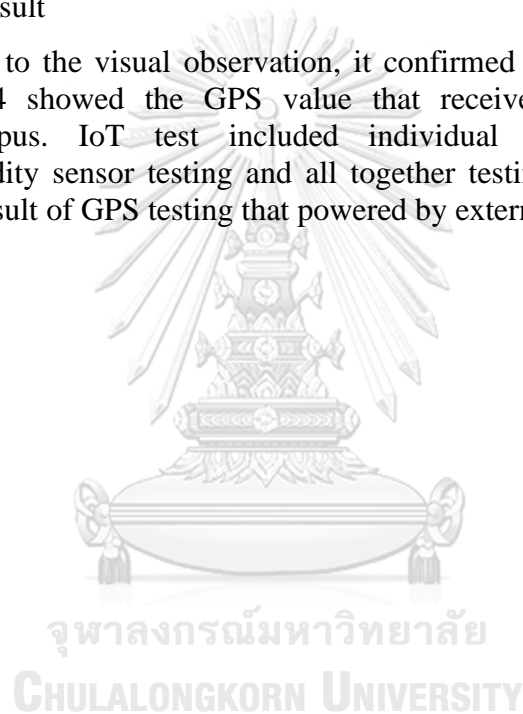 sult
to the visual observation, it confirmed
4 showed the GPS value that receive
pus. IoT test included individual
dity sensor testing and all together testin
sult of GPS testing that powered by extern
จุฬาลงกรณ์มหาวิทยาลัย
CHULALONGKORN UNIVERSITY